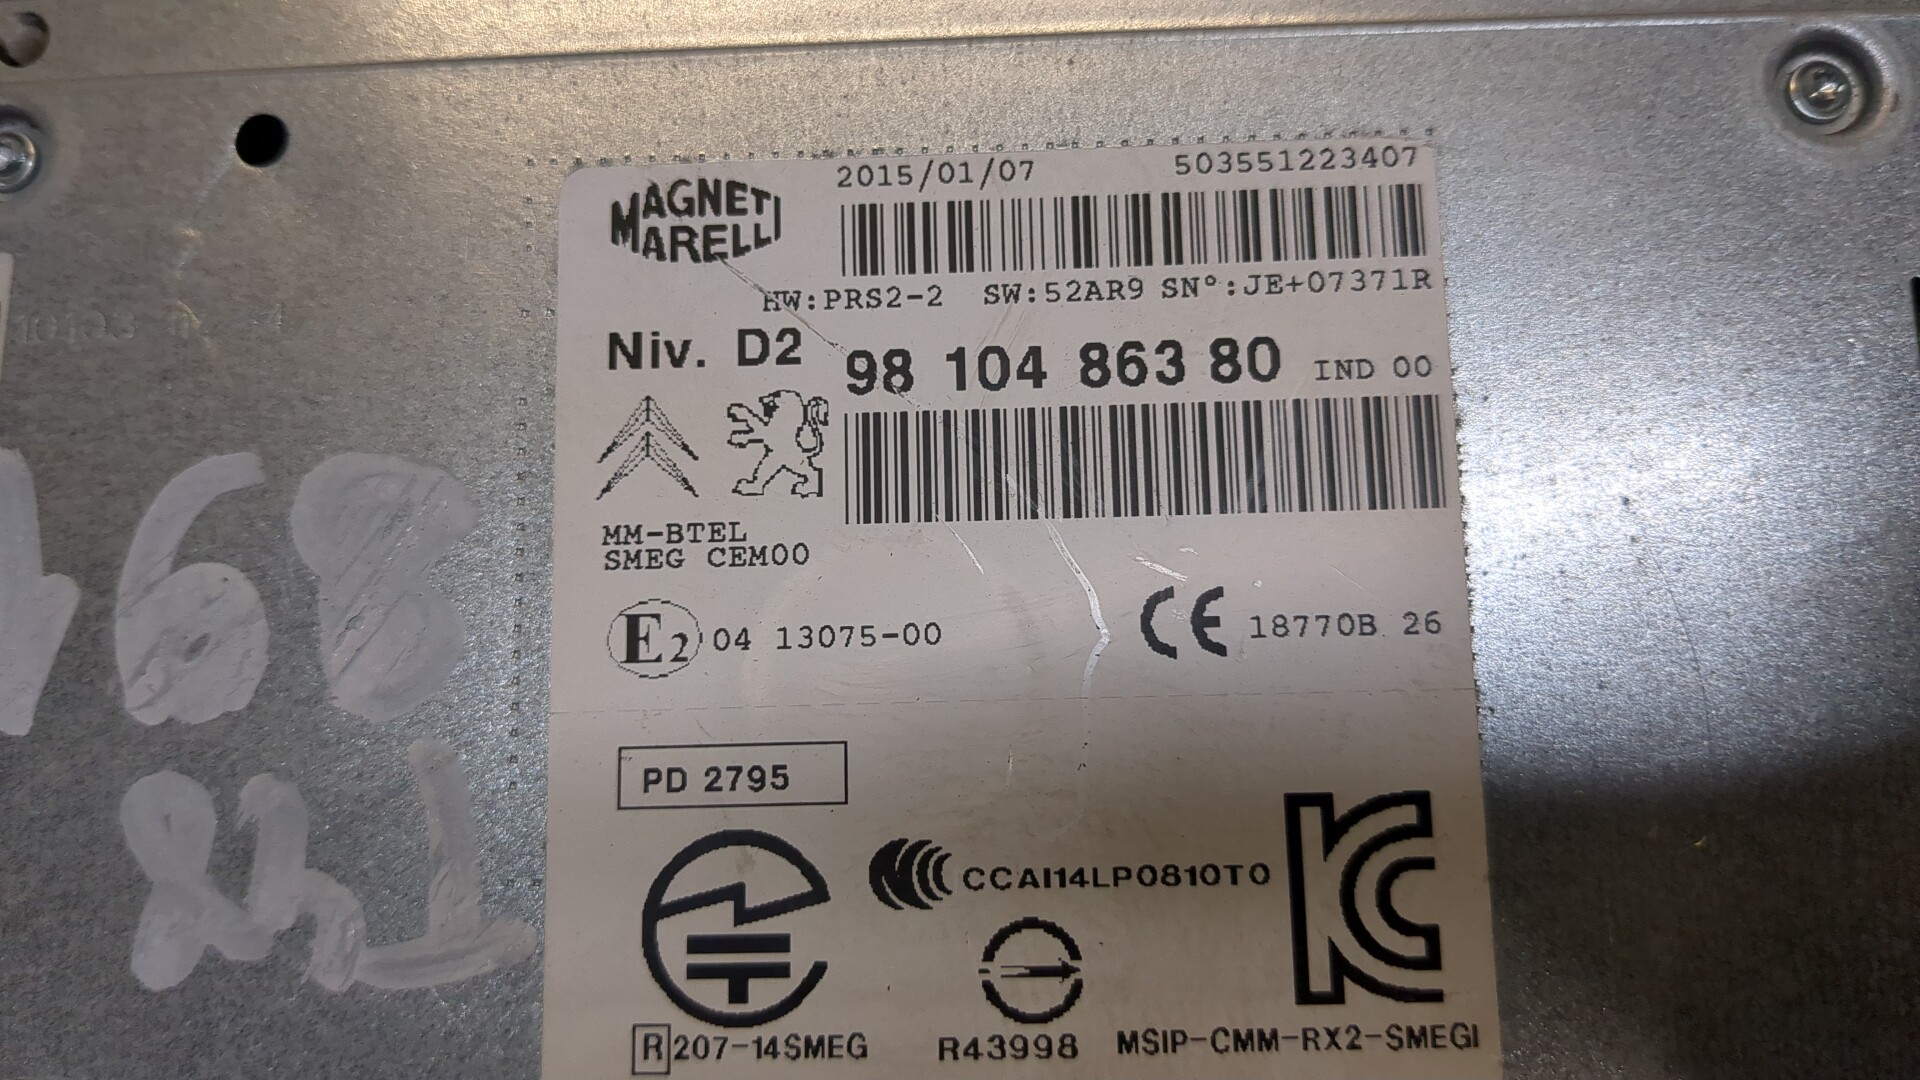 MAGNETI
MARELLI
2015/01/07 503551223407
HW:PRS2-2 SW:52AR9 SN°:JE+07371R
Niv. D2 98 104 863 80 IND 00
MM-BTEL
SMEG CEM00
E2 04 13075-00 CE 18770B 26
PD 2795
CCAI14LP0810T0
KC
R 207-14SMEG R43998 MSIP-CMM-RX2-SMEGI
168